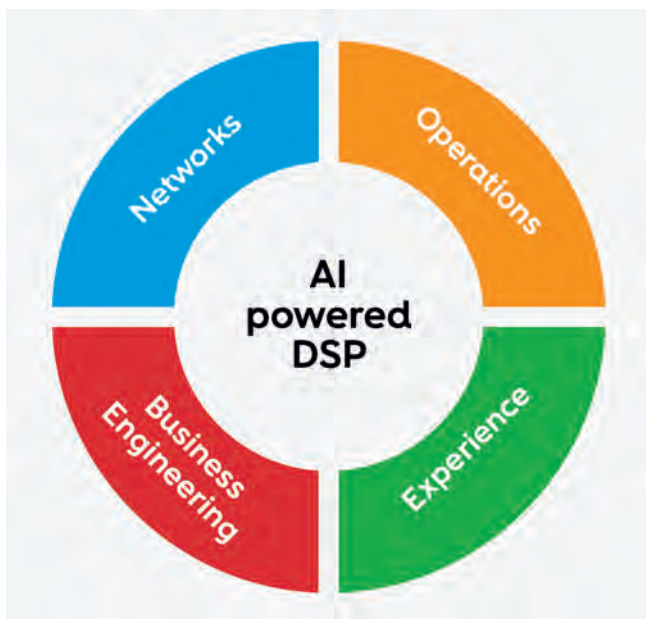 Networks
Operations
AI
powered
DSP
Business
Engineering
Experience